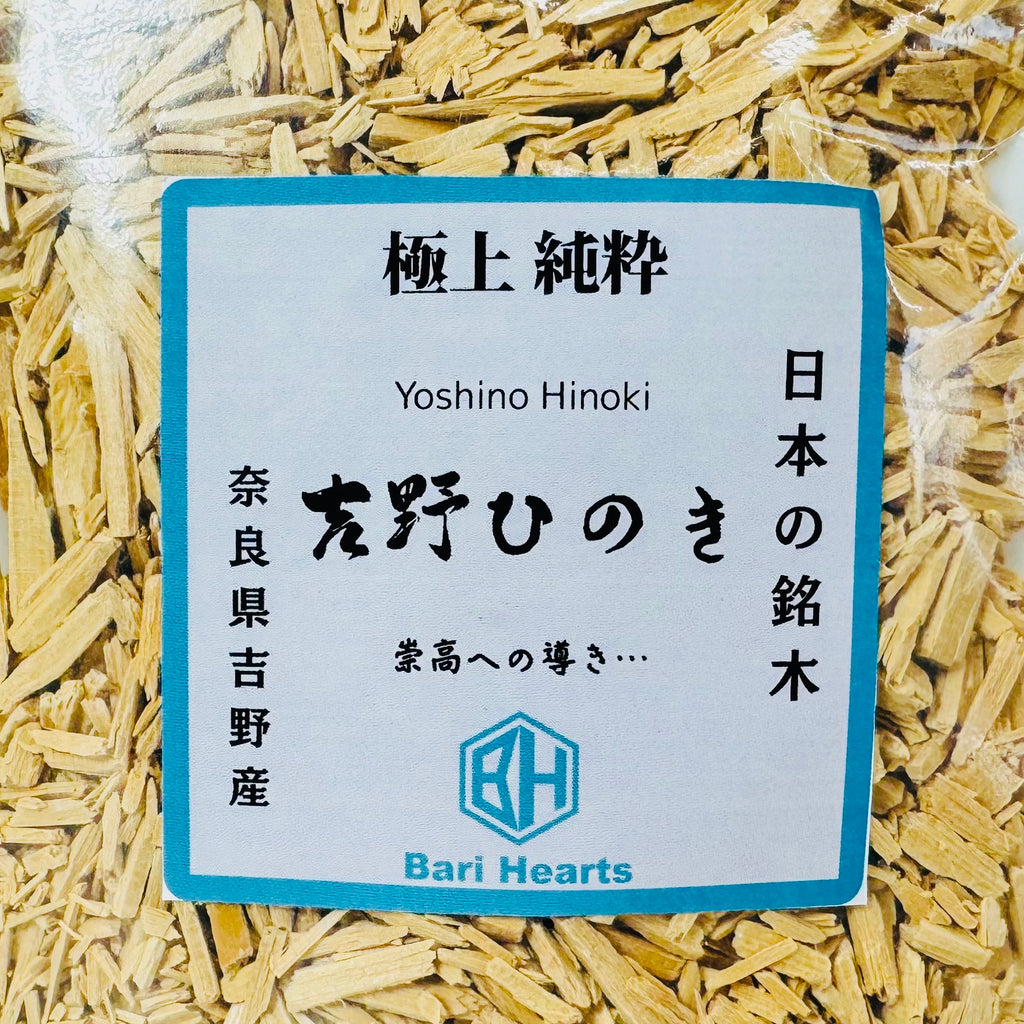 極上 純粋
Yoshino Hinoki
日本の銘木
吉野ひのき
奈良県吉野産
崇高への導き…
BH
Bari Hearts